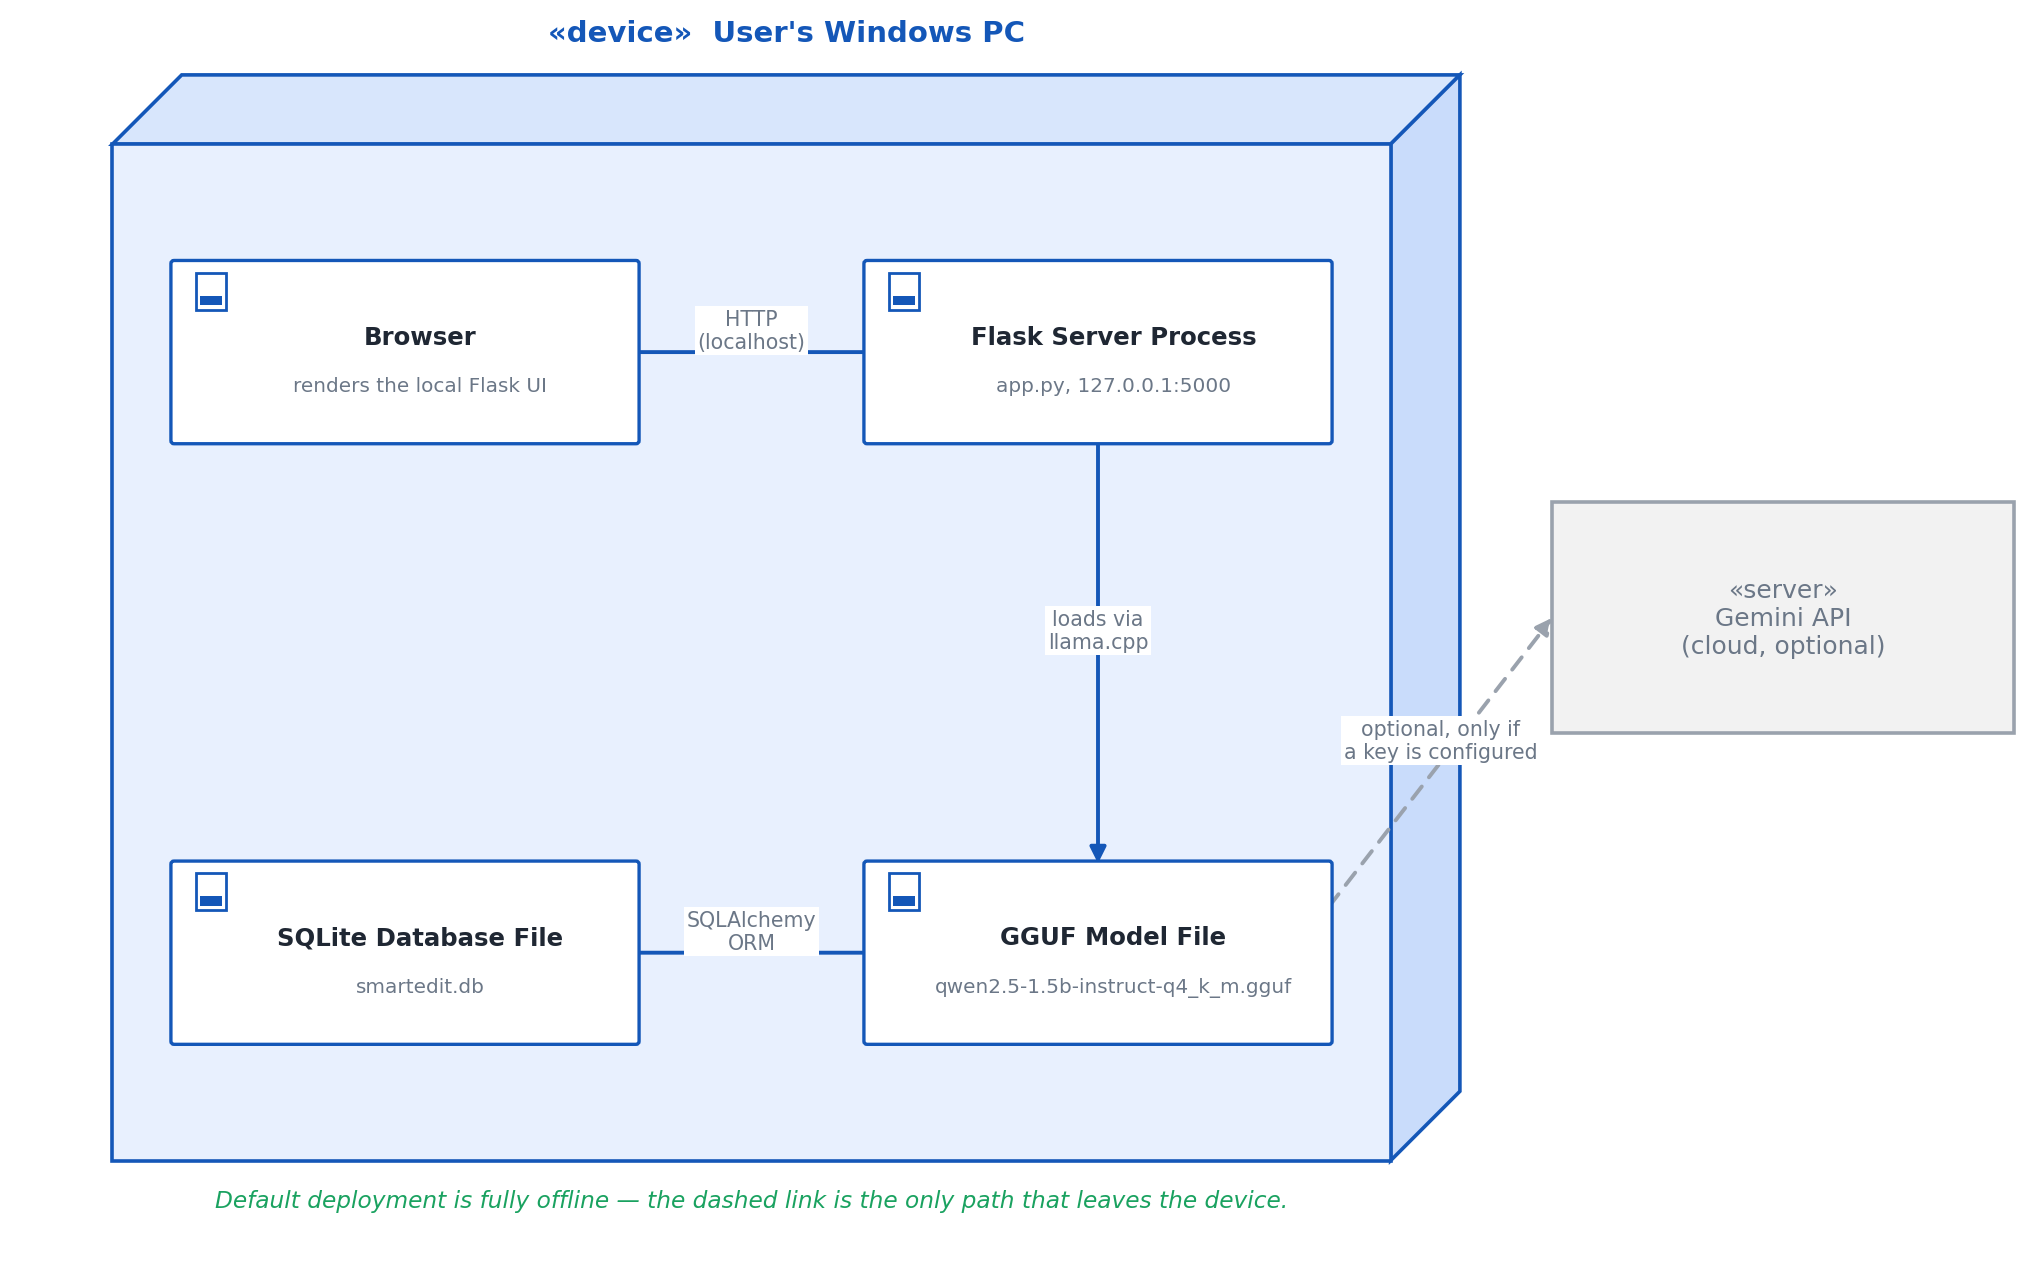 «device»  User's Windows PC
Browser
renders the local Flask UI
HTTP
(localhost)
Flask Server Process
app.py, 127.0.0.1:5000
loads via
llama.cpp
«server»
Gemini API
(cloud, optional)
optional, only if
a key is configured
SQLite Database File
smartedit.db
SQLAlchemy
ORM
GGUF Model File
qwen2.5-1.5b-instruct-q4_k_m.gguf
Default deployment is fully offline — the dashed link is the only path that leaves the device.